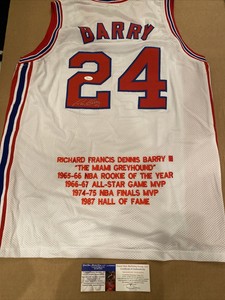 BARRY
24
RICHARD FRANCIS DENNIS BARRY III
"THE MIAMI GREYHOUND"
1965-66 NBA ROOKIE OF THE YEAR
1966-67 ALL-STAR GAME MVP
1974-75 NBA FINALS MVP
1987 HALL OF FAME